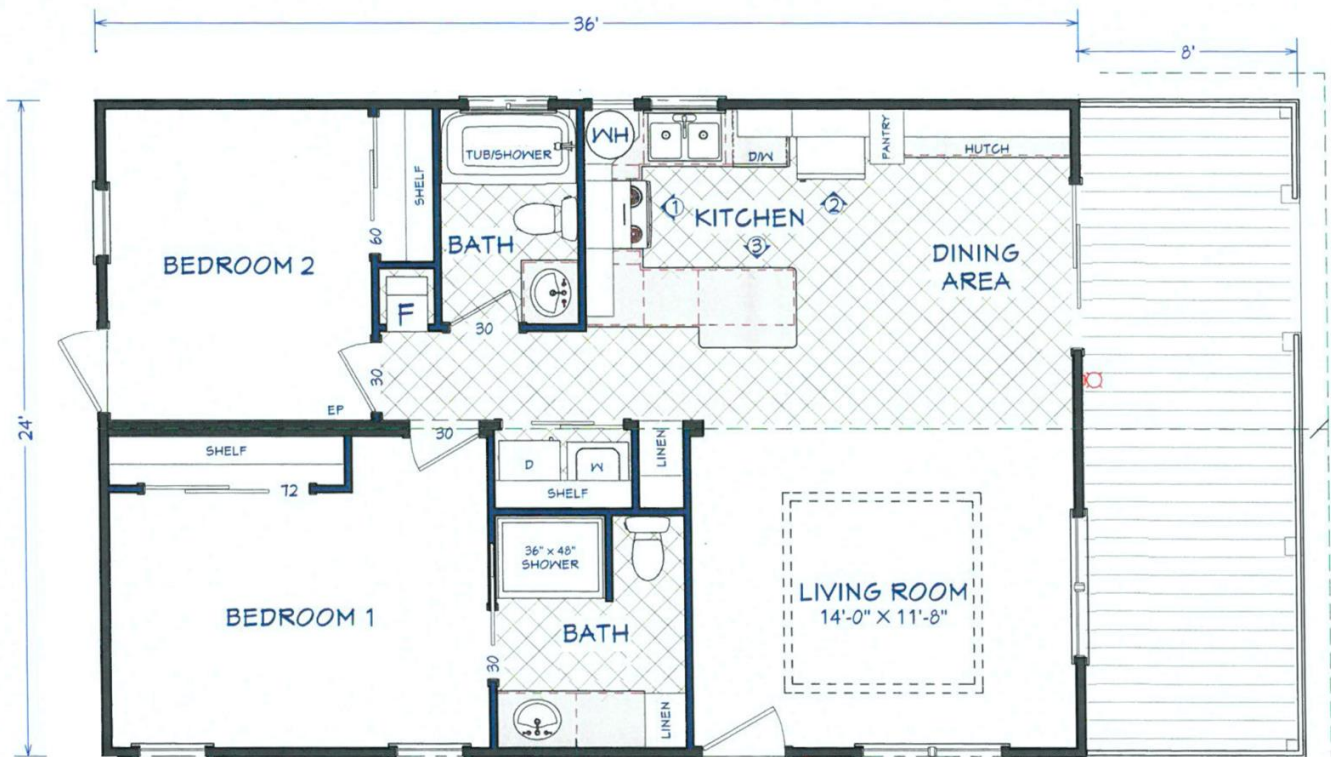 36'
8'
24'
WH
TUB/SHOWER
D/W
PANTRY
HUTCH
SHELF
1
2
KITCHEN
3
60
BATH
BEDROOM 2
DINING
AREA
F
30
30
EP
30
SHELF
LINEN
D
W
72
SHELF
36" x 48"
SHOWER
LIVING ROOM
14'-0" X 11'-8"
BEDROOM 1
BATH
30
LINEN